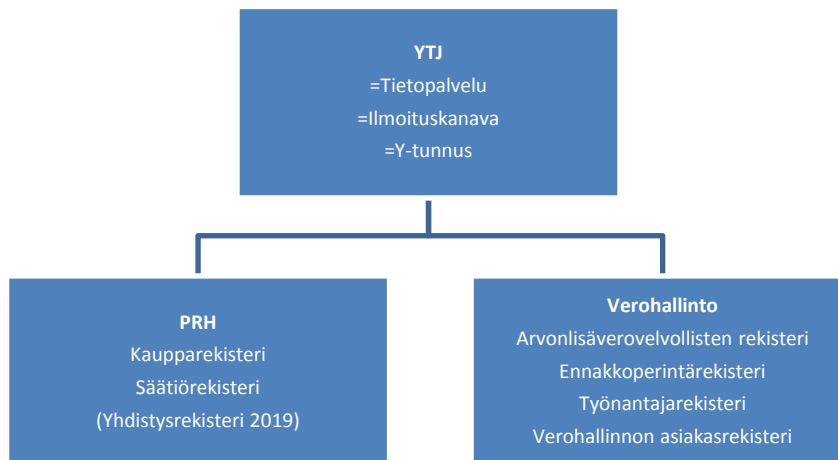 YTJ
=Tietopalvelu
=Ilmoituskanava
=Y-tunnus
PRH
Kaupparekisteri
Säätiörekisteri
(Yhdistysrekisteri 2019)
Verohallinto
Arvonlisäverovelvollisten rekisteri
Ennakkoperintärekisteri
Työnantajarekisteri
Verohallinnon asiakasrekisteri